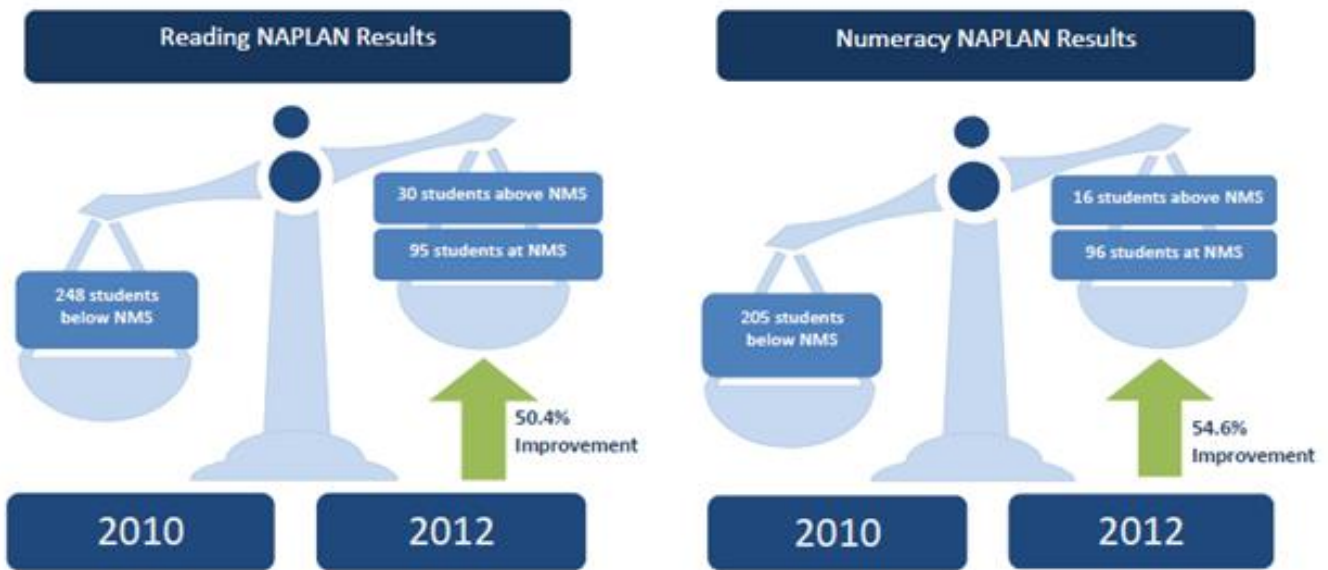 Reading NAPLAN Results
30 students above NMS
95 students at NMS
248 students
below NMS
50.4%
Improvement
2010
2012
Numeracy NAPLAN Results
16 students above NMS
96 students at NMS
205 students
below NMS
54.6%
Improvement
2010
2012